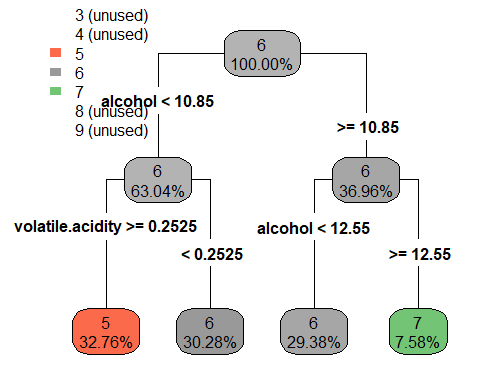 3 (unused)
4 (unused)
5
6
7
8 (unused)
9 (unused)
6
100.00%
alcohol < 10.85
>= 10.85
6
63.04%
6
36.96%
volatile.acidity >= 0.2525
< 0.2525
alcohol < 12.55
>= 12.55
5
32.76%
6
30.28%
6
29.38%
7
7.58%